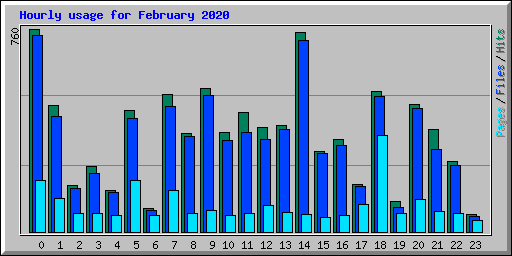 Hourly usage for February 2020
760
Pages / Files / Hits
0 1 2 3 4 5 6 7 8 9 10 11 12 13 14 15 16 17 18 19 20 21 22 23